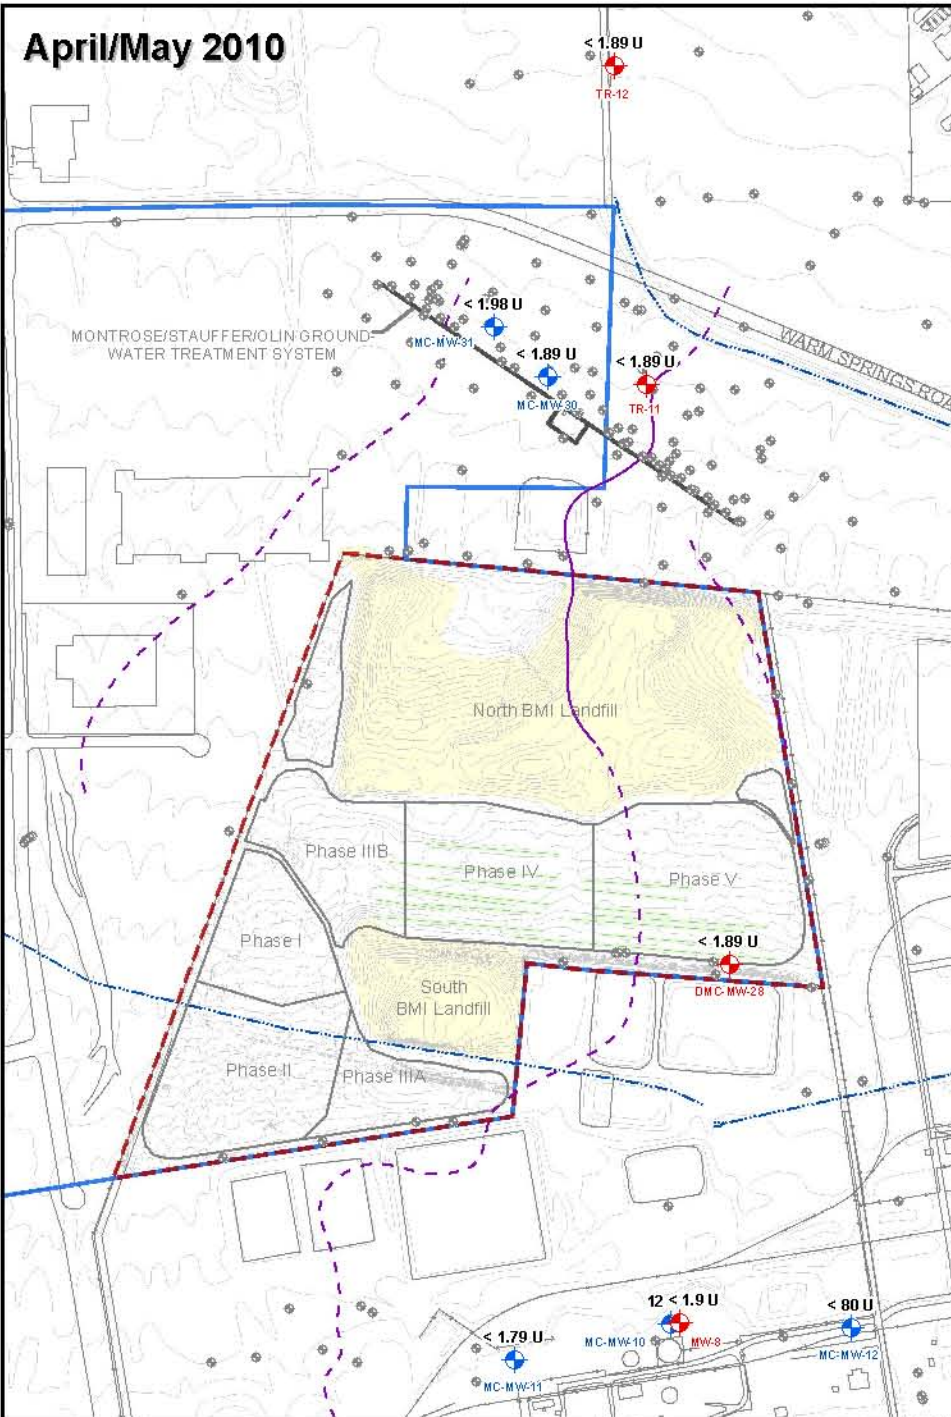 April/May 2010
< 1.89 U
TR-12
< 1.98 U
MONTROSE/STAUFFER/OLIN GROUND-
WATER TREATMENT SYSTEM
MC-MW-31
< 1.89 U
MC-MW-30
< 1.89 U
TR-11
WARM SPRINGS ROA
North BMI Landfill
Phase IIIB
Phase IV
Phase V
Phase I
< 1.89 U
DMC-MW-28
South
BMI Landfill
Phase II
Phase IIIA
12 < 1.9 U
MC-MW-10
MW-8
< 80 U
MC-MW-12
< 1.79 U
MC-MW-11